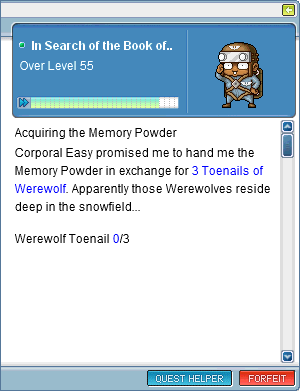 In Search of the Book of..
Over Level 55
Acquiring the Memory Powder
Corporal Easy promised me to hand me the
Memory Powder in exchange for 3 Toenails of
Werewolf. Apparently those Werewolves reside
deep in the snowfield...
Werewolf Toenail 0/3
QUEST HELPER
FORFEIT